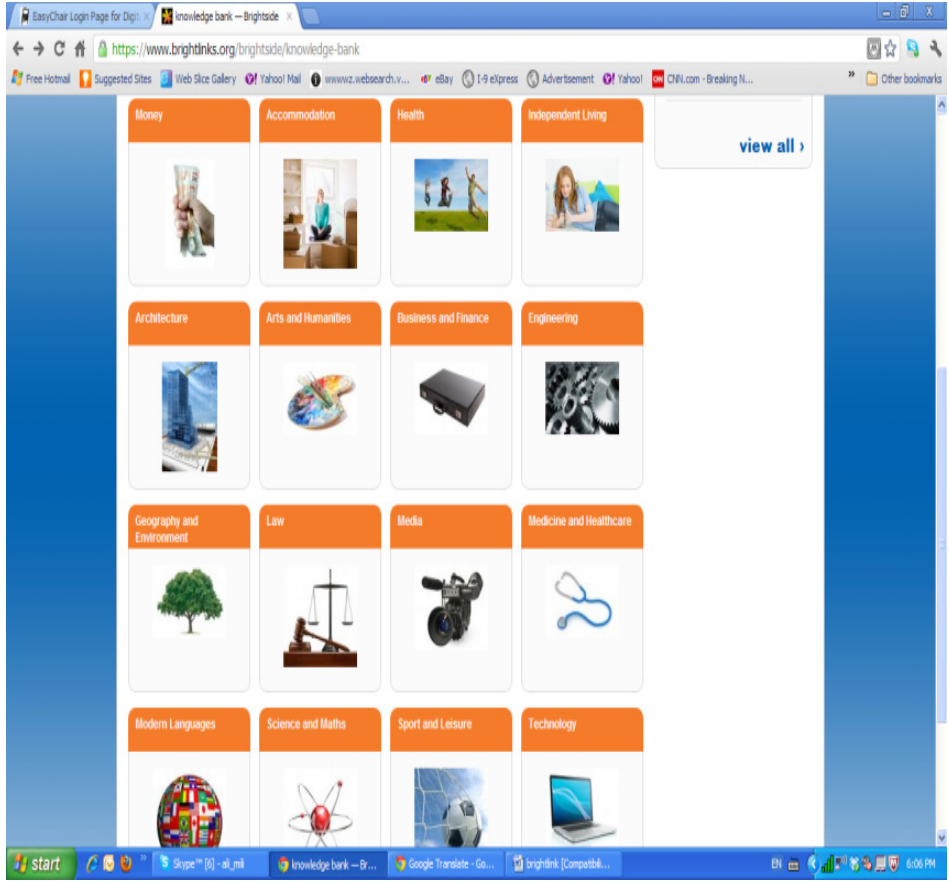 EasyChair Login Page for Digit
knowledge bank — Brightside
https://www.brightlinks.org/brightside/knowledge-bank
Free Hotmail Suggested Sites Web Slice Gallery Yahoo! Mail wwwwz.websearch.v... eBay I-9 eXpress Advertisement Yahoo! CNN.com - Breaking N... » Other bookmarks
Money Accommodation Health Independent Living
view all ›
Architecture Arts and Humanities Business and Finance Engineering
Geography and Environment Law Media Medicine and Healthcare
Modern Languages Science and Maths Sport and Leisure Technology
start » Skype™ [6] - ali_mli knowledge bank — Br... Google Translate - Go... brightlink [Compatibil... EN 6:06 PM